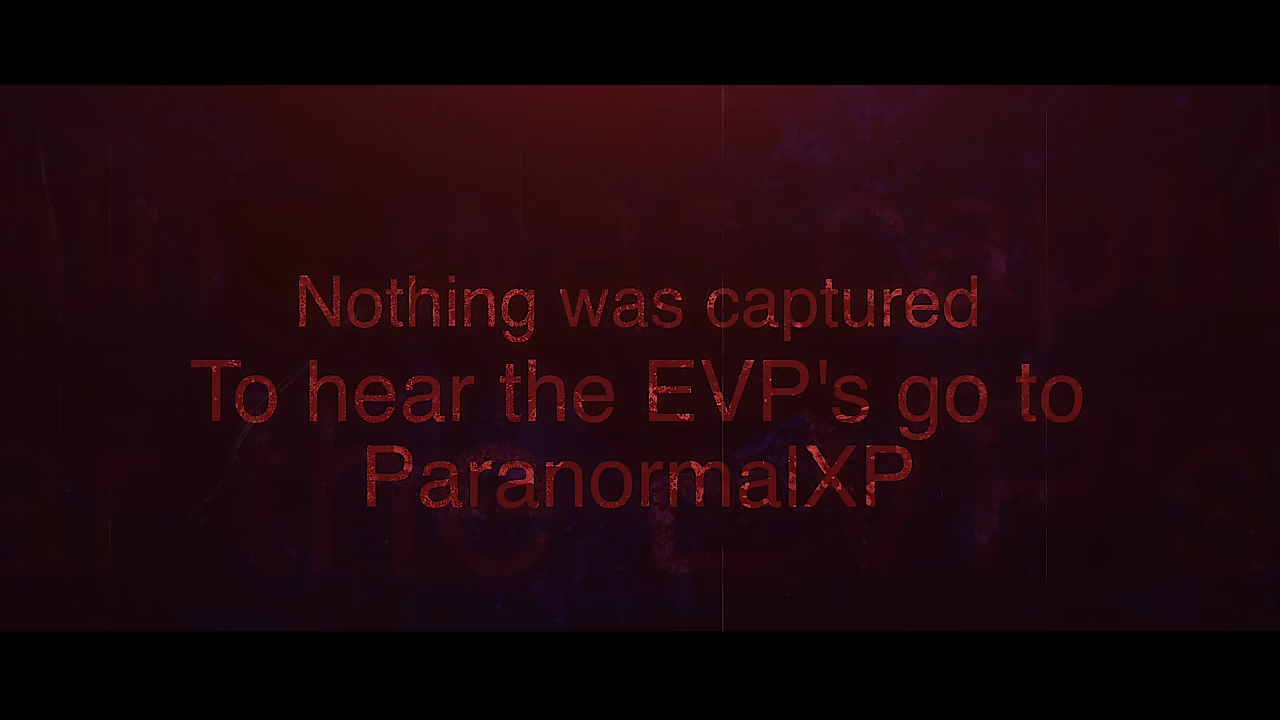 Nothing was captured
To hear the EVP's go to
ParanormalXP